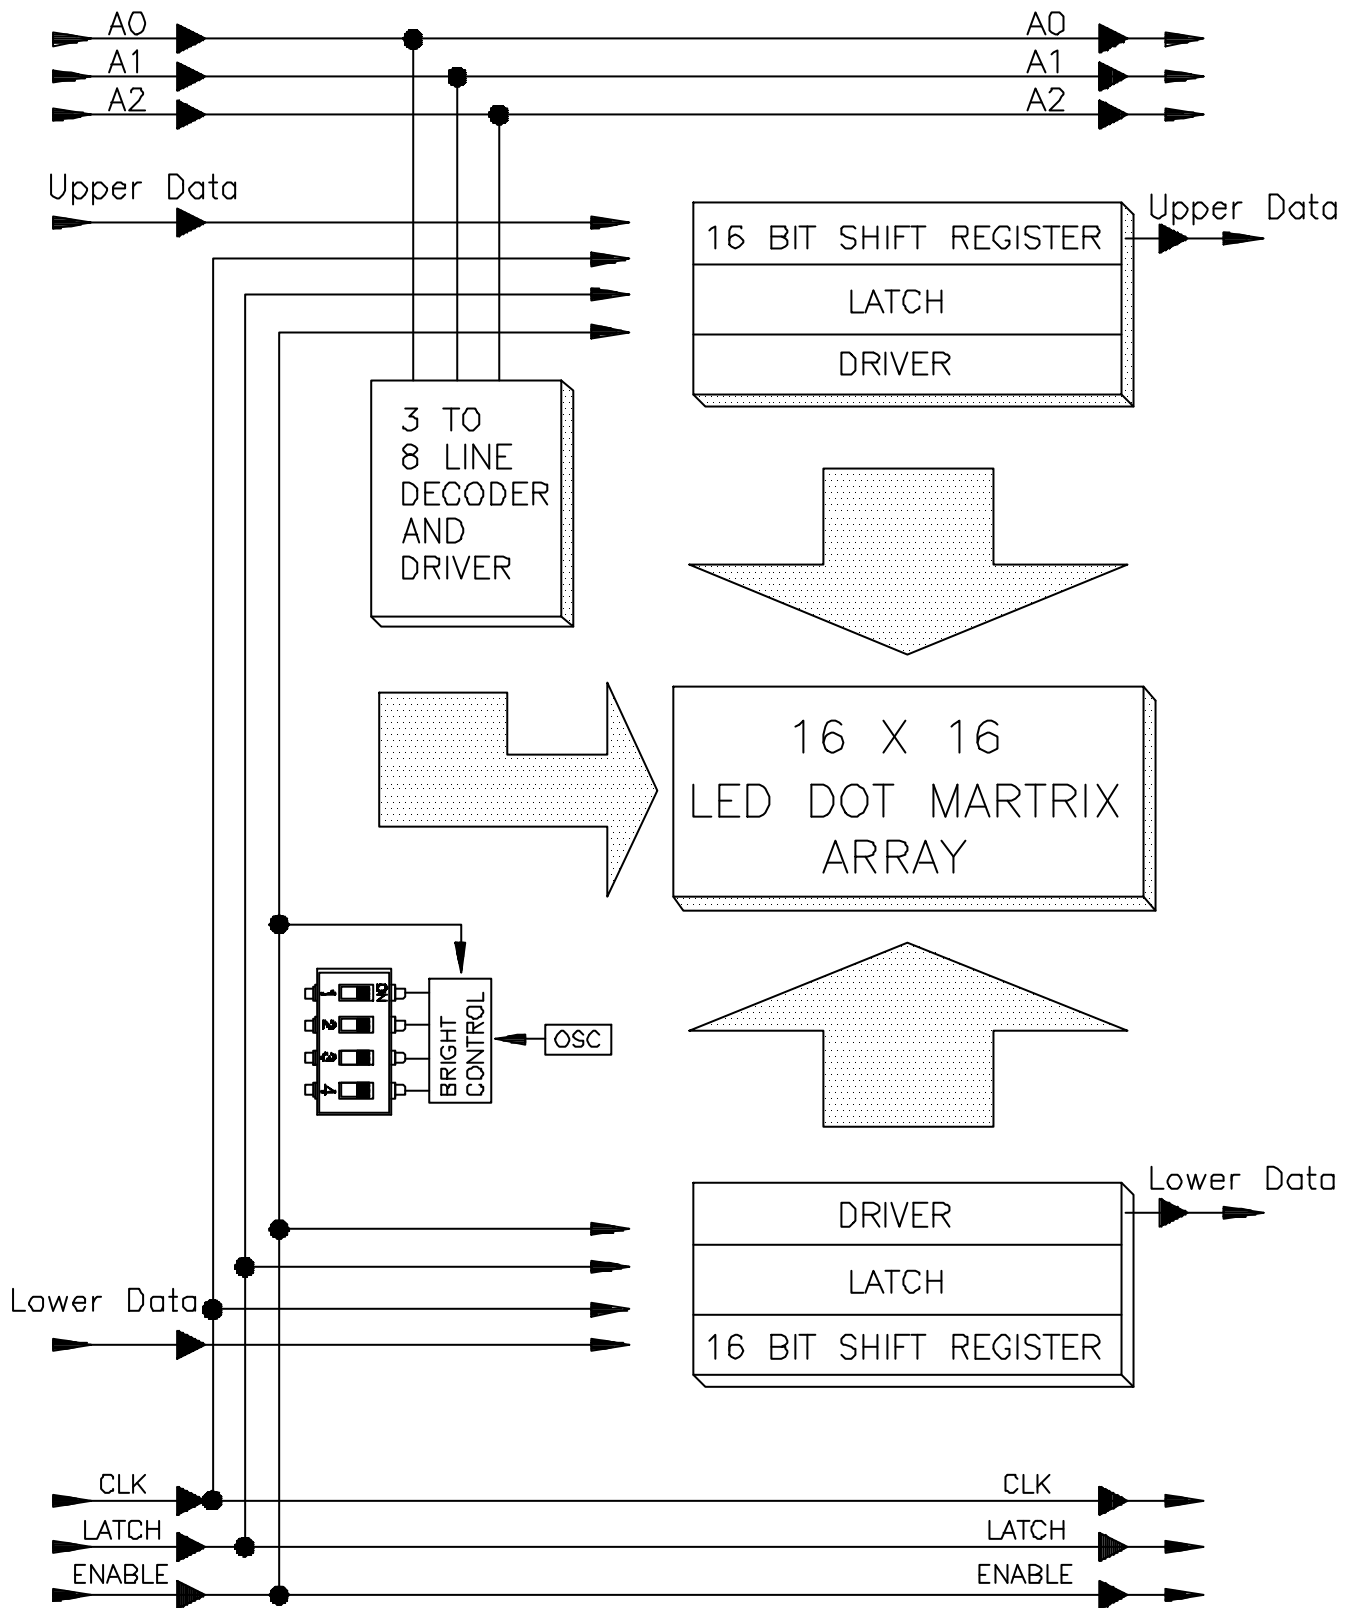 A0
A0
A1
A1
A2
A2
Upper Data
Upper Data
16 BIT SHIFT REGISTER
LATCH
DRIVER
3 TO
8 LINE
DECODER
AND
DRIVER
16 X 16
LED DOT MARTRIX
ARRAY
ON
1
2
3
4
BRIGHT
CONTROL
OSC
Lower Data
DRIVER
LATCH
16 BIT SHIFT REGISTER
Lower Data
CLK
CLK
LATCH
LATCH
ENABLE
ENABLE